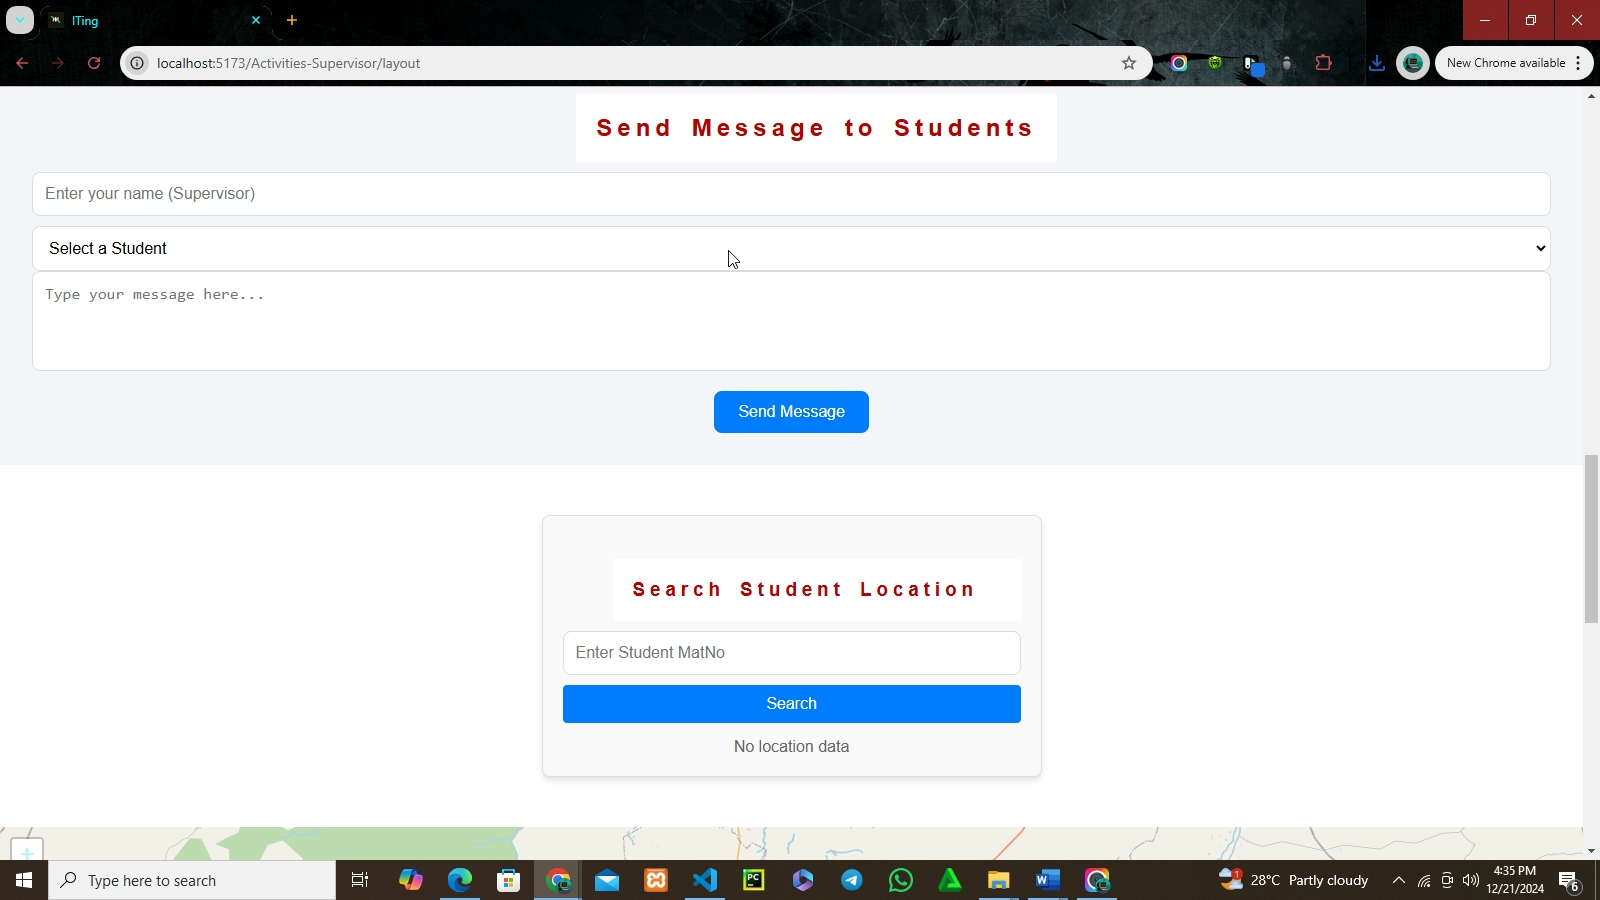 ITing
localhost:5173/Activities-Supervisor/layout
New Chrome available
Send Message to Students
Enter your name (Supervisor)
Select a Student
Type your message here...
Send Message
Search Student Location
Enter Student MatNo
Search
No location data
+
Type here to search
PC
W
1
28°C Partly cloudy
4:35 PM
12/21/2024
6